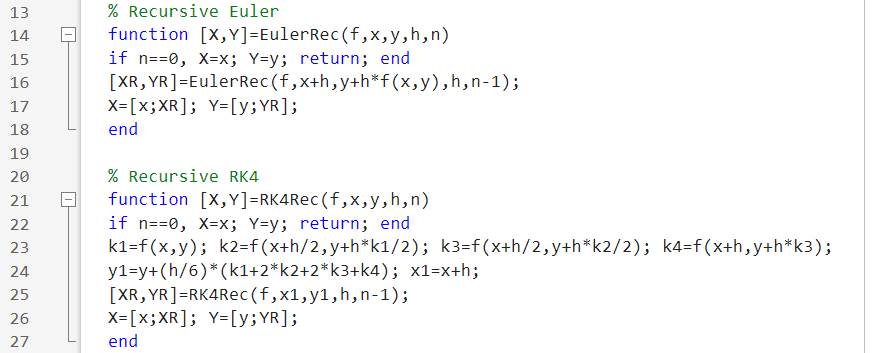 13 % Recursive Euler
14 function [X,Y]=EulerRec(f,x,y,h,n)
15 if n==0, X=x; Y=y; return; end
16 [XR,YR]=EulerRec(f,x+h,y+h*f(x,y),h,n-1);
17 X=[x;XR]; Y=[y;YR];
18 end
19
20 % Recursive RK4
21 function [X,Y]=RK4Rec(f,x,y,h,n)
22 if n==0, X=x; Y=y; return; end
23 k1=f(x,y); k2=f(x+h/2,y+h*k1/2); k3=f(x+h/2,y+h*k2/2); k4=f(x+h,y+h*k3);
24 y1=y+(h/6)*(k1+2*k2+2*k3+k4); x1=x+h;
25 [XR,YR]=RK4Rec(f,x1,y1,h,n-1);
26 X=[x;XR]; Y=[y;YR];
27 end